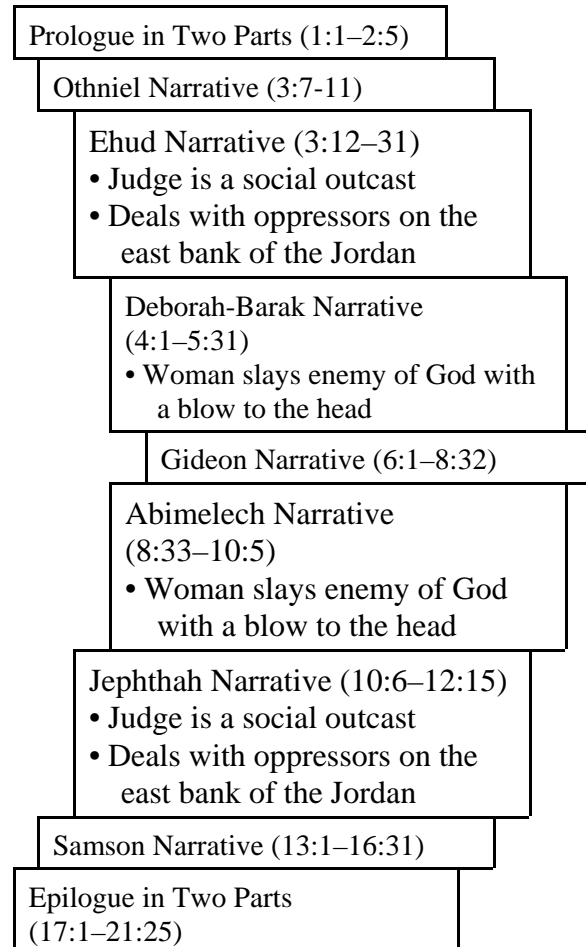 Prologue in Two Parts (1:1–2:5)
Othniel Narrative (3:7-11)
Ehud Narrative (3:12–31)
• Judge is a social outcast
• Deals with oppressors on the
east bank of the Jordan
Deborah-Barak Narrative
(4:1–5:31)
• Woman slays enemy of God with
a blow to the head
Gideon Narrative (6:1–8:32)
Abimelech Narrative
(8:33–10:5)
• Woman slays enemy of God
with a blow to the head
Jephthah Narrative (10:6–12:15)
• Judge is a social outcast
• Deals with oppressors on the
east bank of the Jordan
Samson Narrative (13:1–16:31)
Epilogue in Two Parts
(17:1–21:25)